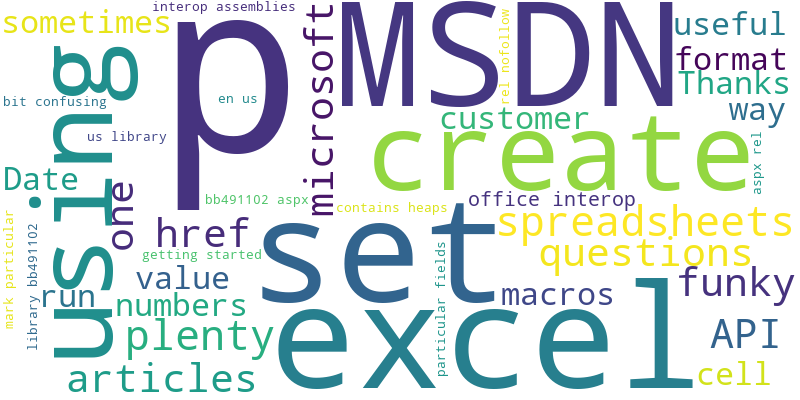 interop assemblies
sometimes
p
MSDN
microsoft
rel nofollow
useful
format
Thanks
way
using
bit confusing
en us
us library
customer
create
aspx rel
Date
one
bb491102 aspx
contains heaps
office interop
spreadsheets
href
getting started
set
questions
mark particular
library bb491102
run
value
numbers
plenty
articles
particular fields
macros
funky
API
excel
cell